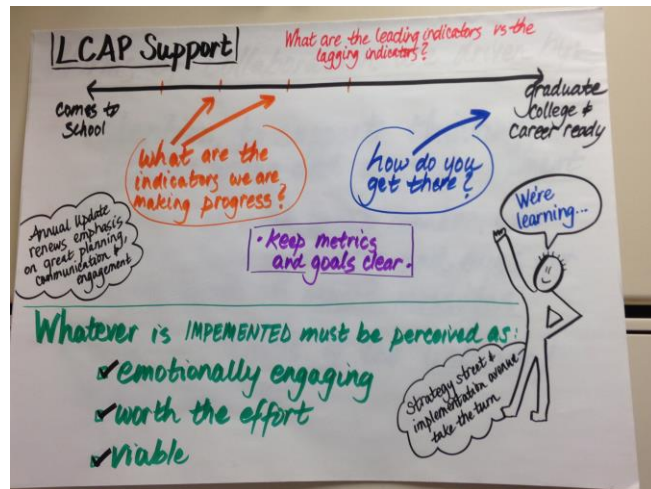 LCAP Support
What are the leading indicators vs the
lagging indicators?
comes to
school
graduate
college &
career ready
what are the
indicators we are
making progress?
how do you
get there?
We're
learning...
Annual update
renews emphasis
on great planning,
communication &
engagement
• keep metrics
and goals clear •
Whatever is IMPEMENTED must be perceived as:
emotionally engaging
worth the effort
viable
Strategy street &
implementation avenue -
take the turn